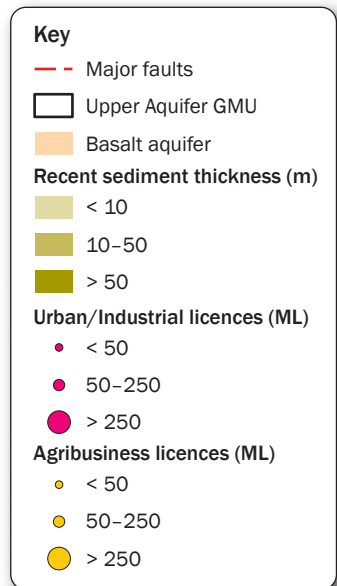 Key
Major faults
Upper Aquifer GMU
Basalt aquifer
Recent sediment thickness (m)
< 10
10–50
> 50
Urban/Industrial licences (ML)
< 50
50–250
> 250
Agribusiness licences (ML)
< 50
50–250
> 250